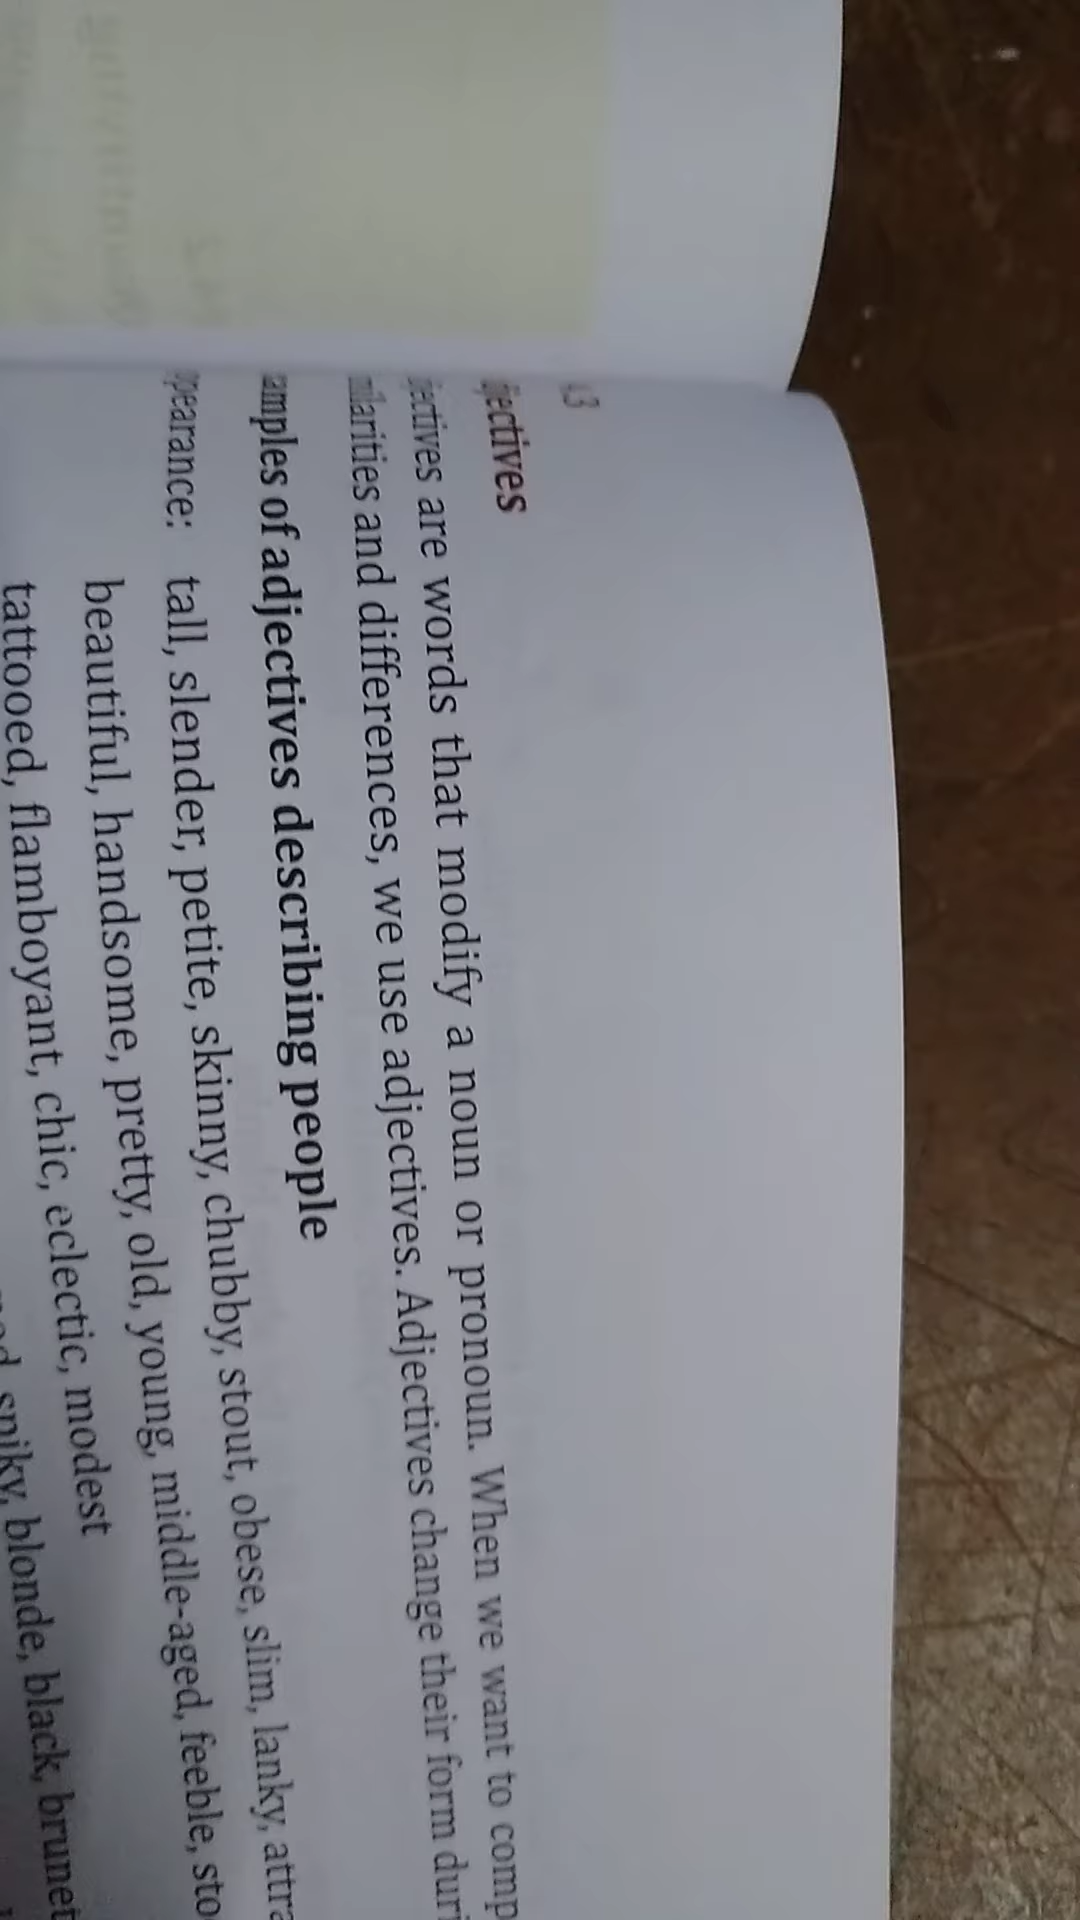 .3
jectives
jectives are words that modify a noun or pronoun. When we want to comp
ilarities and differences, we use adjectives. Adjectives change their form duri
amples of adjectives describing people
ppearance: tall, slender, petite, skinny, chubby, stout, obese, slim, lanky, attra
beautiful, handsome, pretty, old, young, middle-aged, feeble, sto
tattooed, flamboyant, chic, eclectic, modest
spiky, blonde, black, brunet